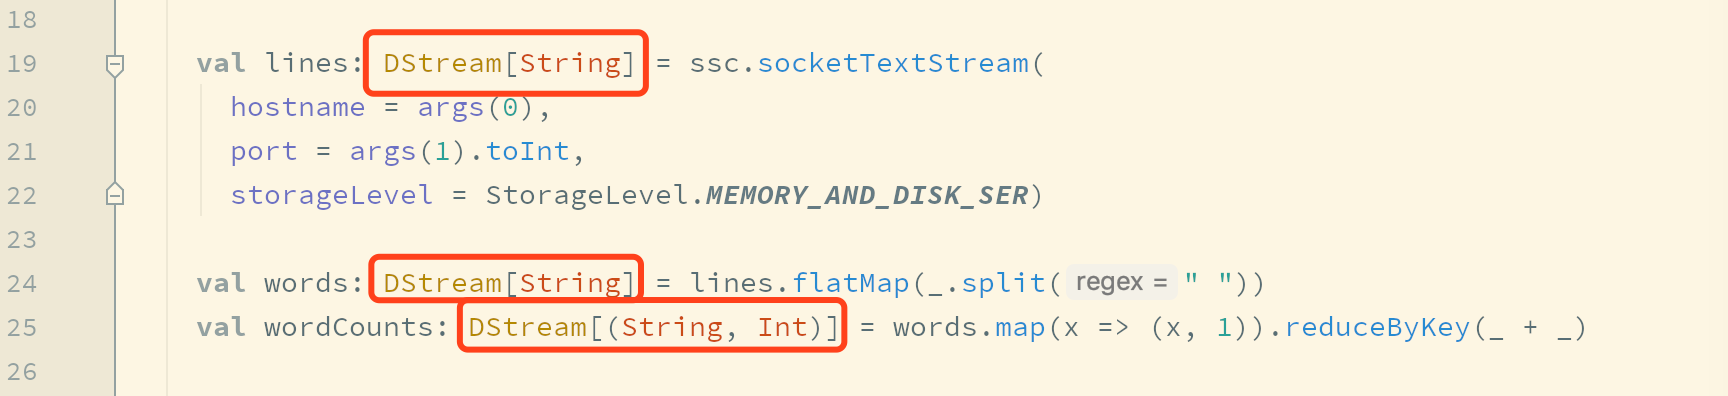 18
19 val lines: DStream[String] = ssc.socketTextStream(
20 hostname = args(0),
21 port = args(1).toInt,
22 storageLevel = StorageLevel.MEMORY_AND_DISK_SER)
23
24 val words: DStream[String] = lines.flatMap(_.split( regex = " "))
25 val wordCounts: DStream[(String, Int)] = words.map(x => (x, 1)).reduceByKey(_ + _)
26